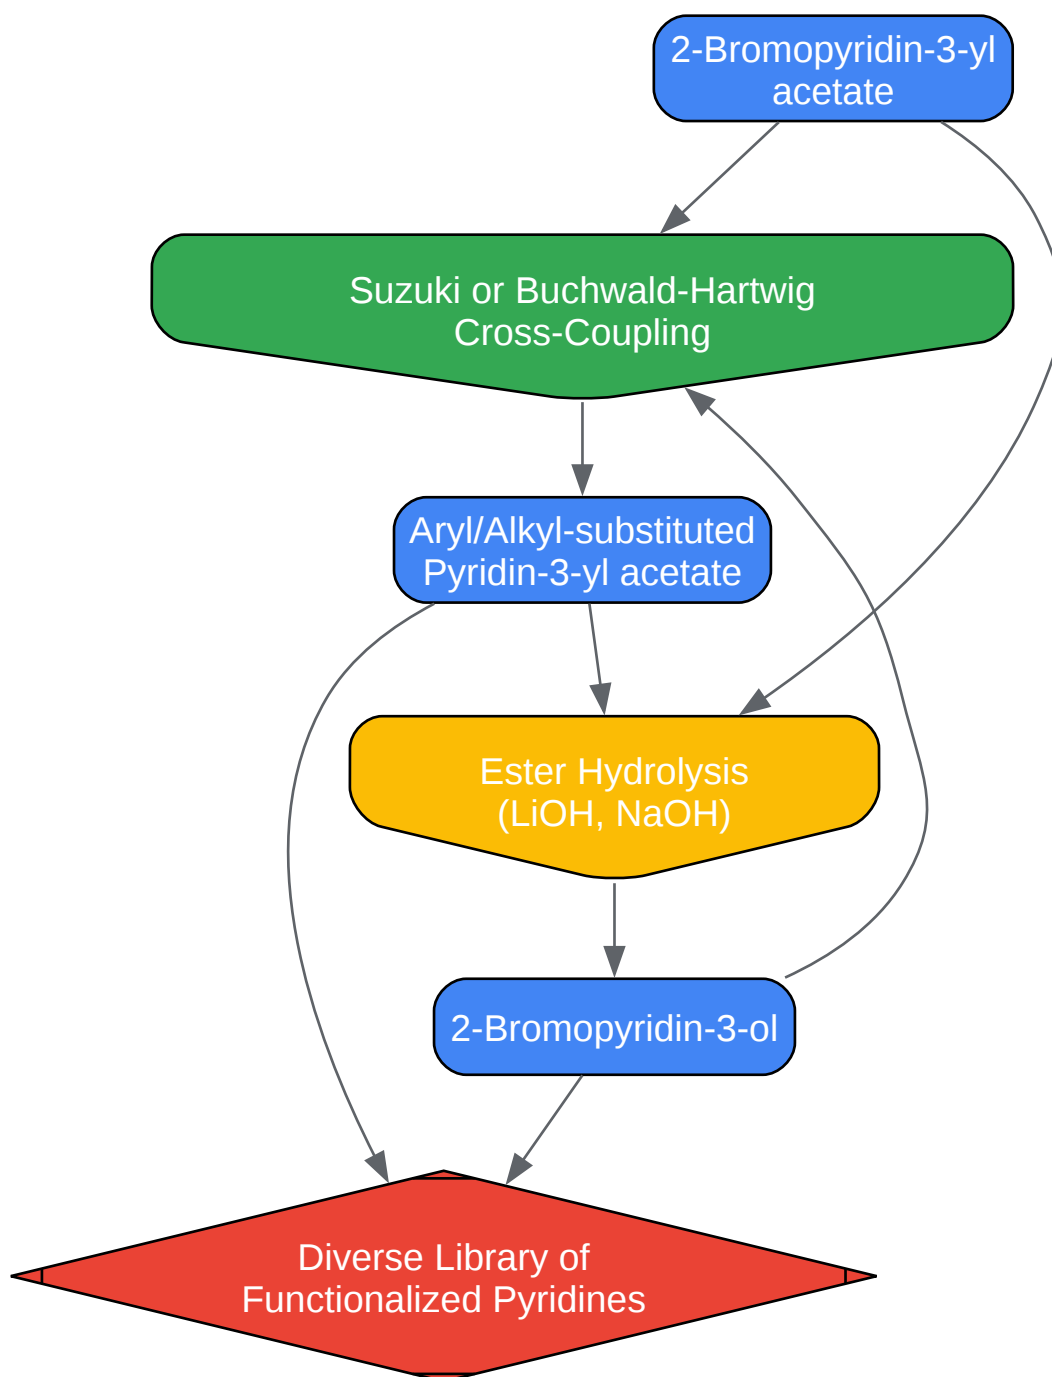 2-Bromopyridin-3-yl
acetate
Suzuki or Buchwald-Hartwig
Cross-Coupling
Aryl/Alkyl-substituted
Pyridin-3-yl acetate
Ester Hydrolysis
(LiOH, NaOH)
2-Bromopyridin-3-ol
Diverse Library of
Functionalized Pyridines